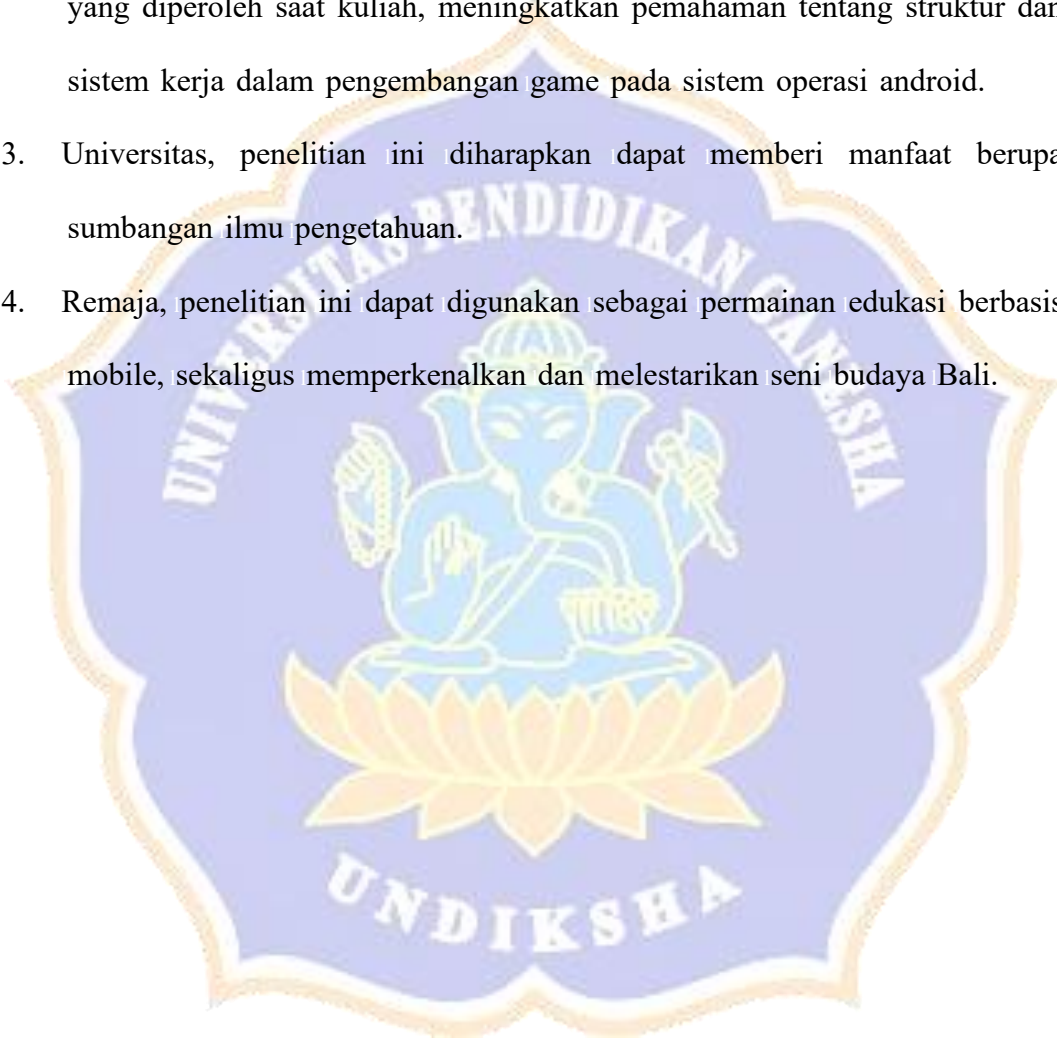 yang diperoleh saat kuliah, meningkatkan pemahaman tentang struktur dan
sistem kerja dalam pengembangan game pada sistem operasi android.
3. Universitas, penelitian ini diharapkan dapat memberi manfaat berupa
sumbangan ilmu pengetahuan.
4. Remaja, penelitian ini dapat digunakan sebagai permainan edukasi berbasis
mobile, sekaligus memperkenalkan dan melestarikan seni budaya Bali.
UNIVERSITAS PENDIDIKAN GANESHA
UNDIKSHA